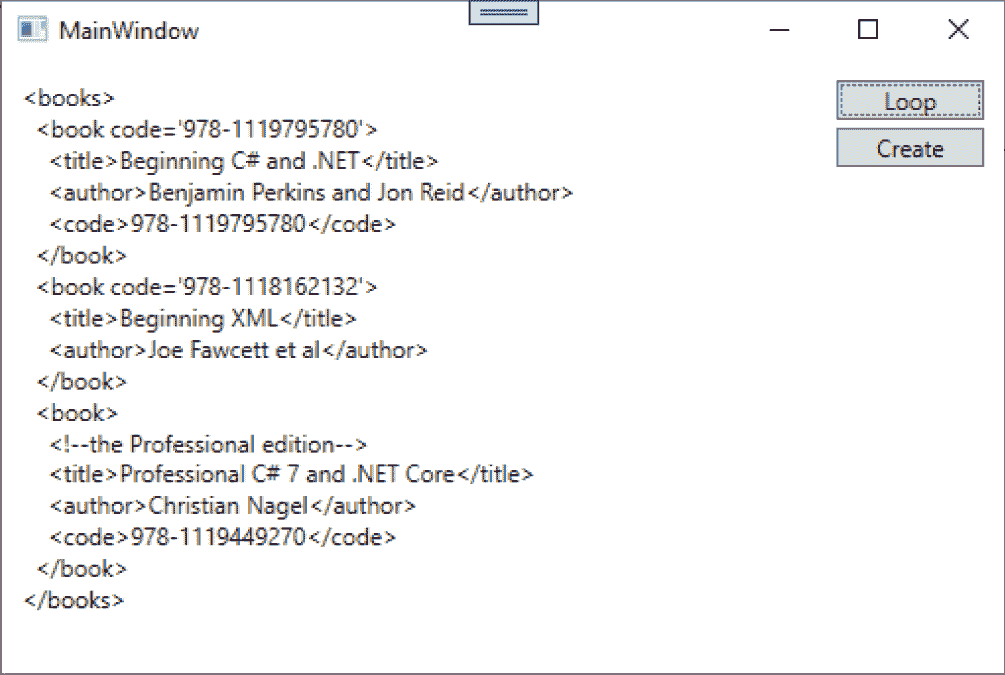 MainWindow
Loop
Create
<books>
  <book code='978-1119795780'>
    <title>Beginning C# and .NET</title>
    <author>Benjamin Perkins and Jon Reid</author>
    <code>978-1119795780</code>
  </book>
  <book code='978-1118162132'>
    <title>Beginning XML</title>
    <author>Joe Fawcett et al</author>
  </book>
  <book>
    <!--the Professional edition-->
    <title>Professional C# 7 and .NET Core</title>
    <author>Christian Nagel</author>
    <code>978-1119449270</code>
  </book>
</books>